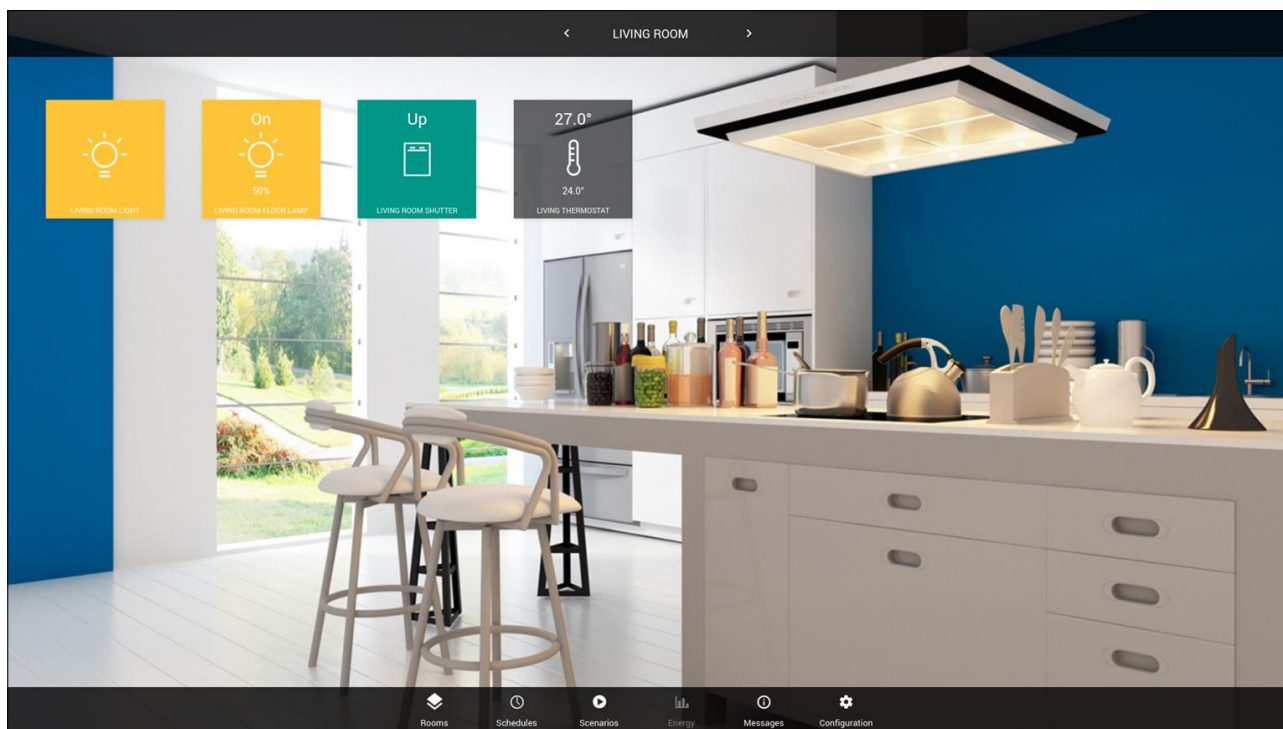 LIVING ROOM
On
Up
27.0°
50%
24.0°
LIVING ROOM LIGHT
LIVING ROOM FLOOR LAMP
LIVING ROOM SHUTTER
LIVING THERMOSTAT
Rooms
Schedules
Scenarios
Energy
Messages
Configuration